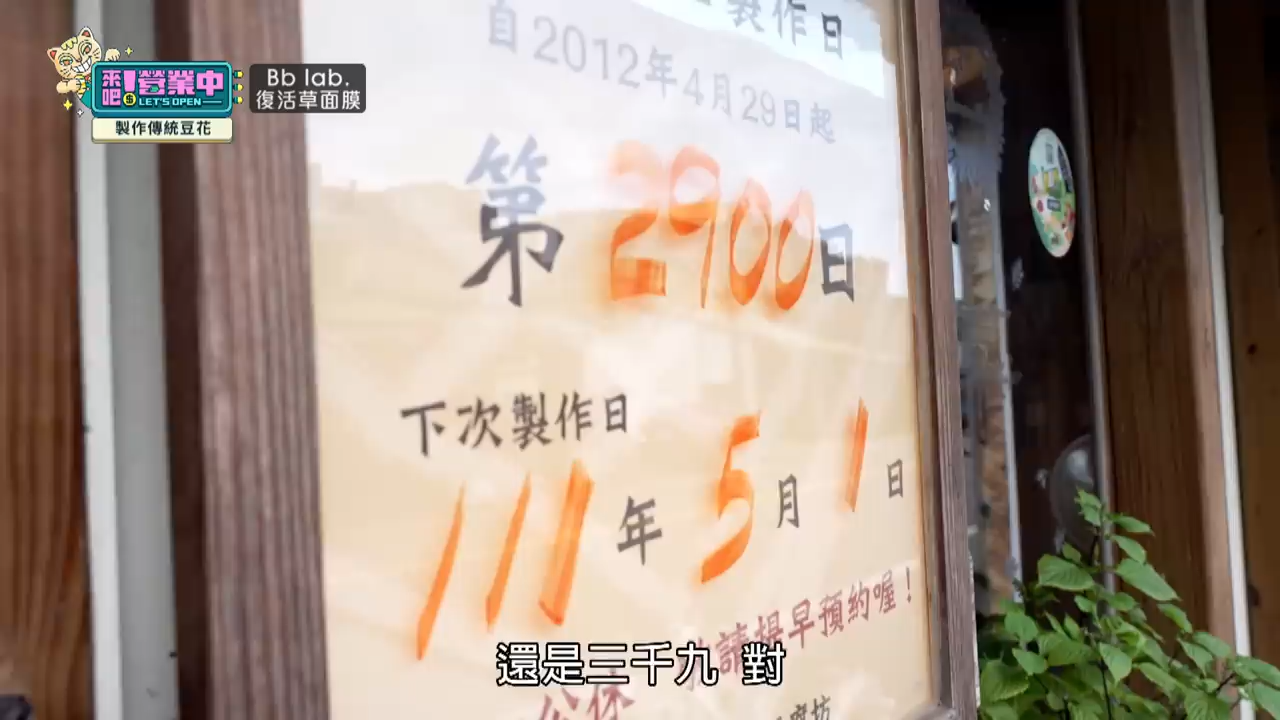 來吧!營業中
LET'S OPEN
製作傳統豆花
Bb lab.
復活草面膜
製作日
自2012年4月29日起
第2900日
下次製作日
111年5月1日
請提早預約喔!
公休
還是三千九 對